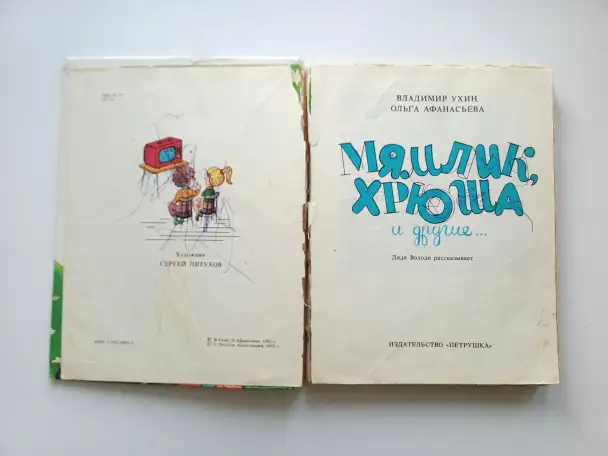 Художник
СЕРГЕЙ ПЕТУХОВ
ВЛАДИМИР УХИН
ОЛЬГА АФАНАСЬЕВА
МЯМЛИК,
ХРЮША
и другие...
Дядя Володя рассказывает
ИЗДАТЕЛЬСТВО «ПЕТРУШКА»